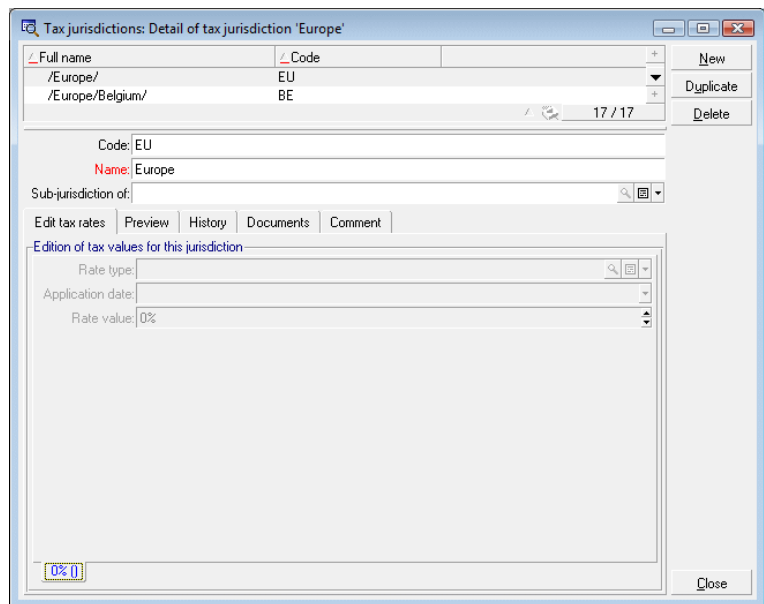 Tax jurisdictions: Detail of tax jurisdiction 'Europe'
Full name Code
/Europe/ EU
/Europe/Belgium/ BE
17 / 17
New
Duplicate
Delete
Code: EU
Name: Europe
Sub-jurisdiction of:
Edit tax rates Preview History Documents Comment
Edition of tax values for this jurisdiction
Rate type:
Application date:
Rate value: 0%
0% ()
Close